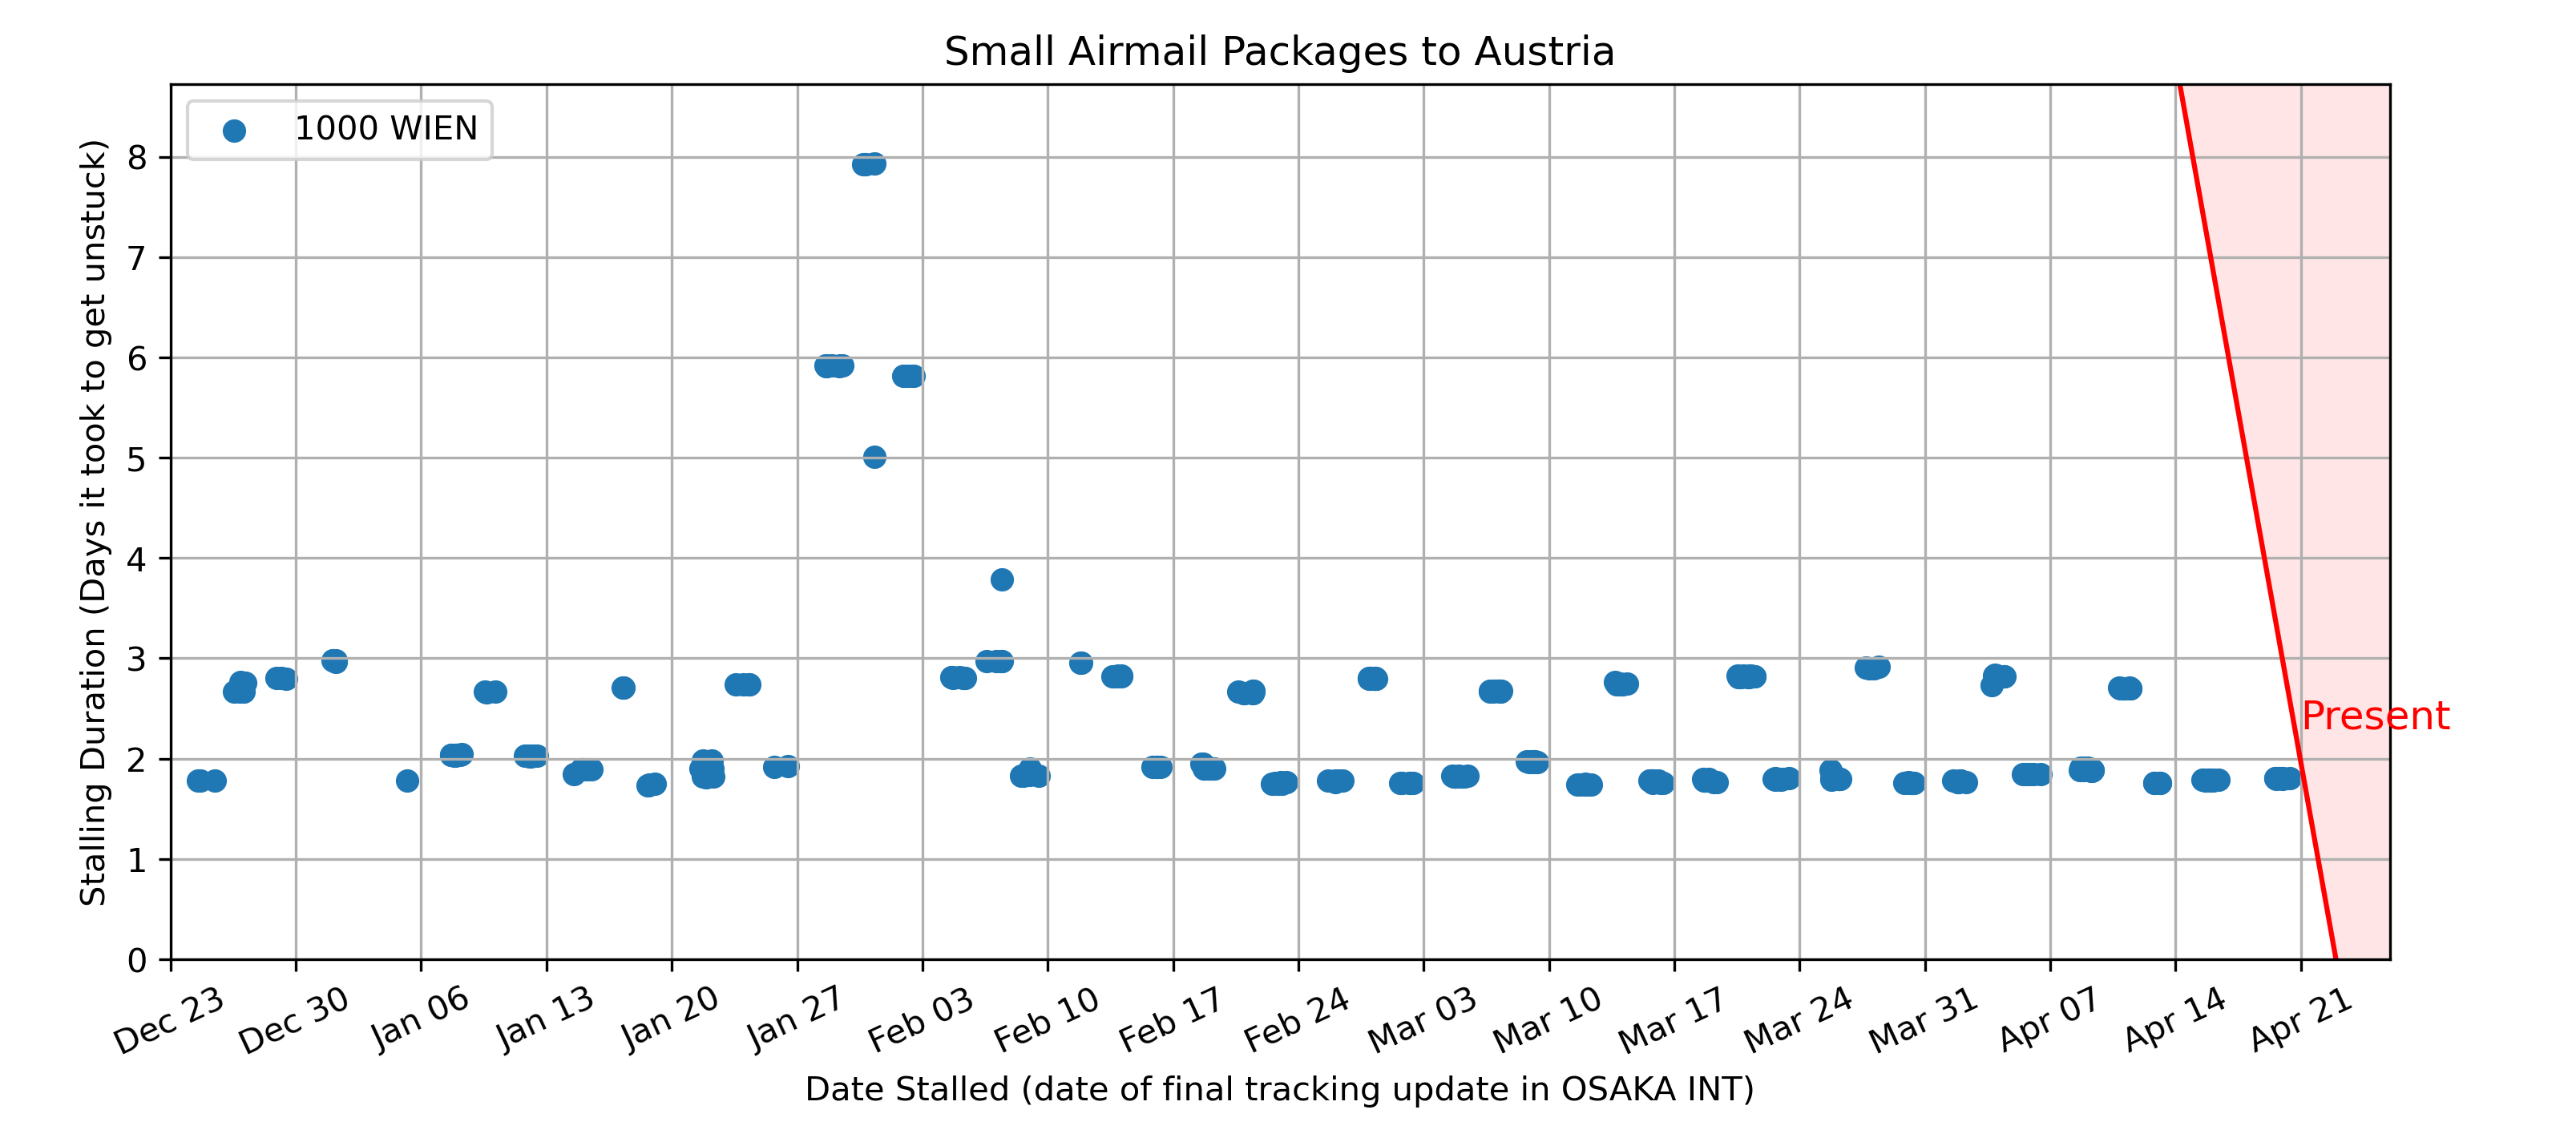 Small Airmail Packages to Austria
1000 WIEN
Stalling Duration (Days it took to get unstuck)
8
7
6
5
4
3
2
1
0
Present
Dec 23
Dec 30
Jan 06
Jan 13
Jan 20
Jan 27
Feb 03
Feb 10
Feb 17
Feb 24
Mar 03
Mar 10
Mar 17
Mar 24
Mar 31
Apr 07
Apr 14
Apr 21
Date Stalled (date of final tracking update in OSAKA INT)